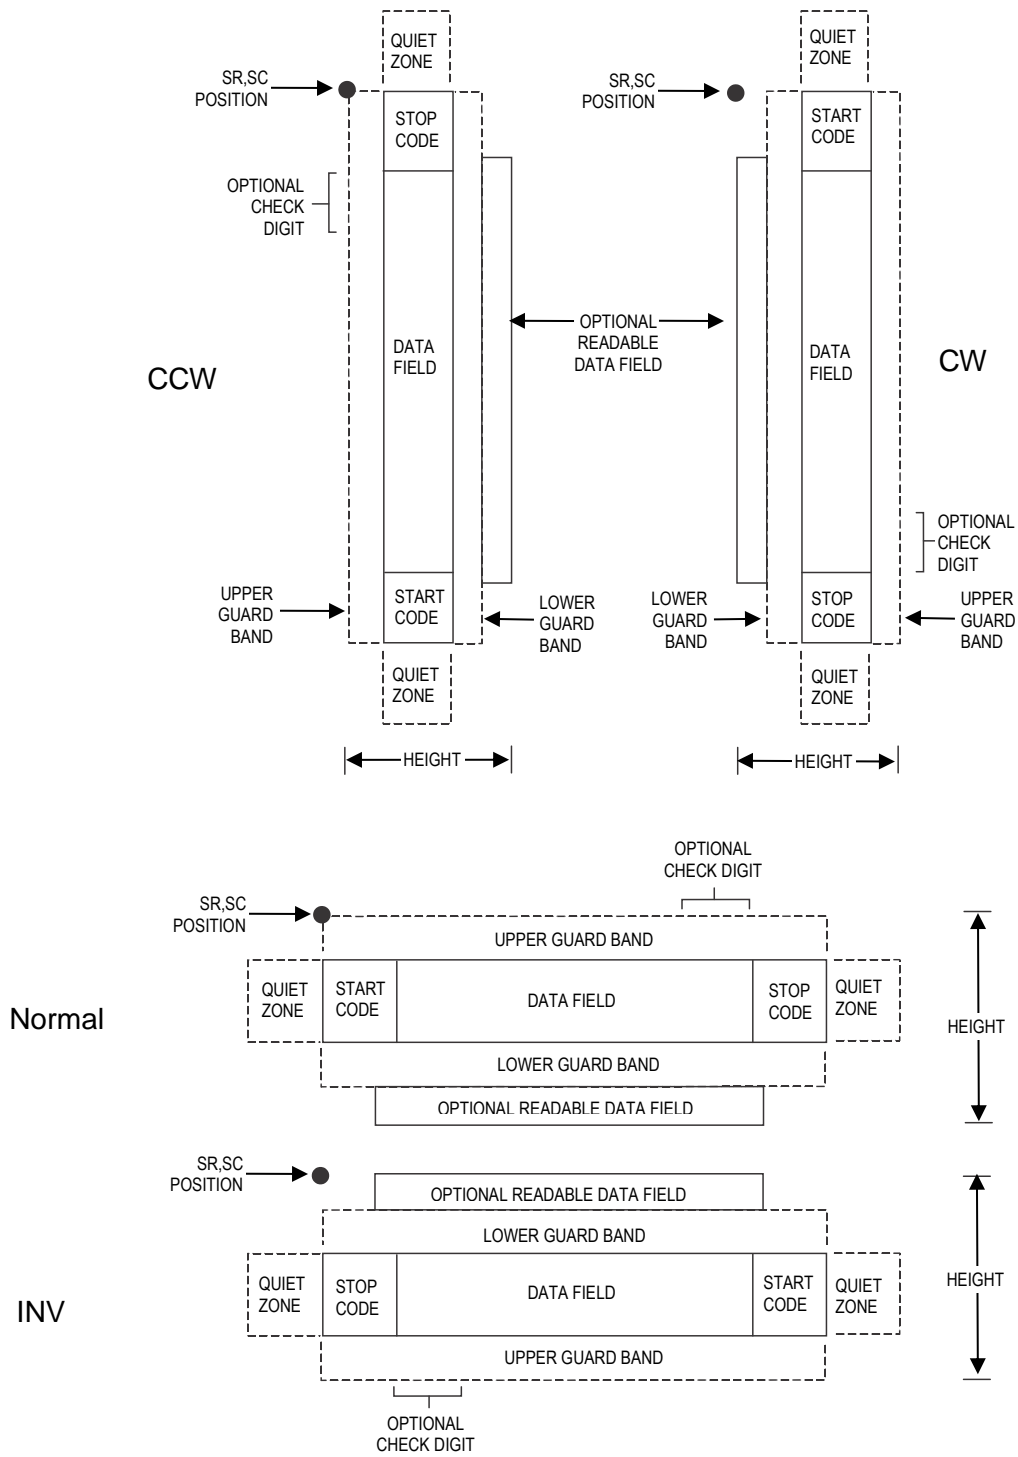 QUIET
ZONE
SR,SC
POSITION
STOP
CODE
OPTIONAL
CHECK
DIGIT
DATA
FIELD
CCW
UPPER
GUARD
BAND
START
CODE
LOWER
GUARD
BAND
QUIET
ZONE
HEIGHT
OPTIONAL
READABLE
DATA FIELD
QUIET
ZONE
SR,SC
POSITION
START
CODE
DATA
FIELD
CW
OPTIONAL
CHECK
DIGIT
LOWER
GUARD
BAND
STOP
CODE
UPPER
GUARD
BAND
QUIET
ZONE
HEIGHT
OPTIONAL
CHECK DIGIT
SR,SC
POSITION
UPPER GUARD BAND
Normal
QUIET
ZONE
START
CODE
DATA FIELD
STOP
CODE
QUIET
ZONE
HEIGHT
LOWER GUARD BAND
OPTIONAL READABLE DATA FIELD
SR,SC
POSITION
OPTIONAL READABLE DATA FIELD
LOWER GUARD BAND
INV
QUIET
ZONE
STOP
CODE
DATA FIELD
START
CODE
QUIET
ZONE
HEIGHT
UPPER GUARD BAND
OPTIONAL
CHECK DIGIT